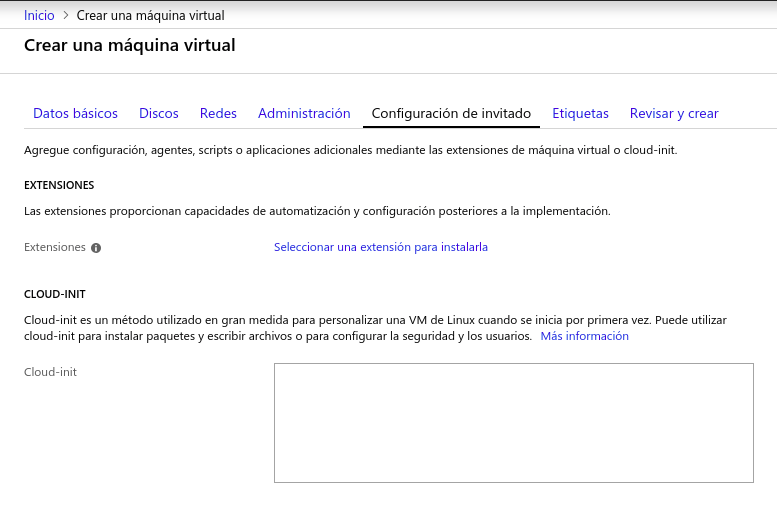 Inicio > Crear una máquina virtual
Crear una máquina virtual
Datos básicos Discos Redes Administración Configuración de invitado Etiquetas Revisar y crear
Agregue configuración, agentes, scripts o aplicaciones adicionales mediante las extensiones de máquina virtual o cloud-init.
EXTENSIONES
Las extensiones proporcionan capacidades de automatización y configuración posteriores a la implementación.
Extensiones Seleccionar una extensión para instalarla
CLOUD-INIT
Cloud-init es un método utilizado en gran medida para personalizar una VM de Linux cuando se inicia por primera vez. Puede utilizar
cloud-init para instalar paquetes y escribir archivos o para configurar la seguridad y los usuarios. Más información
Cloud-init